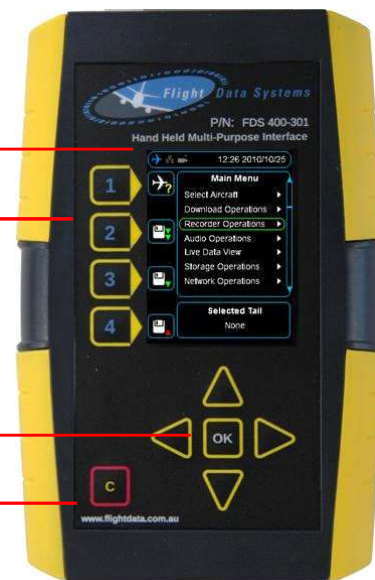 Flight Data Systems
P/N: FDS 400-301
Hand Held Multi-Purpose Interface
12:26 2010/10/25
1
?
Main Menu
Select Aircraft
Download Operations
2
Recorder Operations
Audio Operations
Live Data View
3
Storage Operations
Network Operations
4
Selected Tail
None
OK
C
www.flightdata.com.au